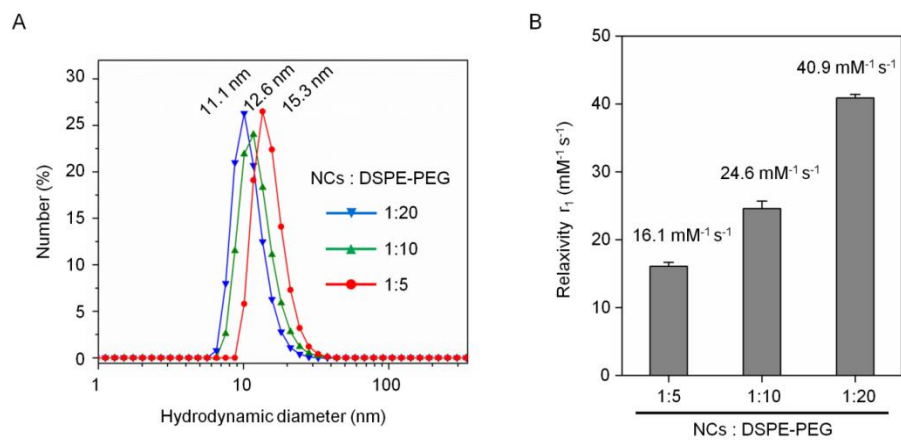 A
30
25
20
15
10
5
0
Number (%)
11.1 nm
12.6 nm
15.3 nm
NCs : DSPE-PEG
1:20
1:10
1:5
1
10
100
Hydrodynamic diameter (nm)
B
50
40
30
20
10
0
Relaxivity r₁ (mM⁻¹ s⁻¹)
16.1 mM⁻¹ s⁻¹
24.6 mM⁻¹ s⁻¹
40.9 mM⁻¹ s⁻¹
1:5
1:10
1:20
NCs : DSPE-PEG